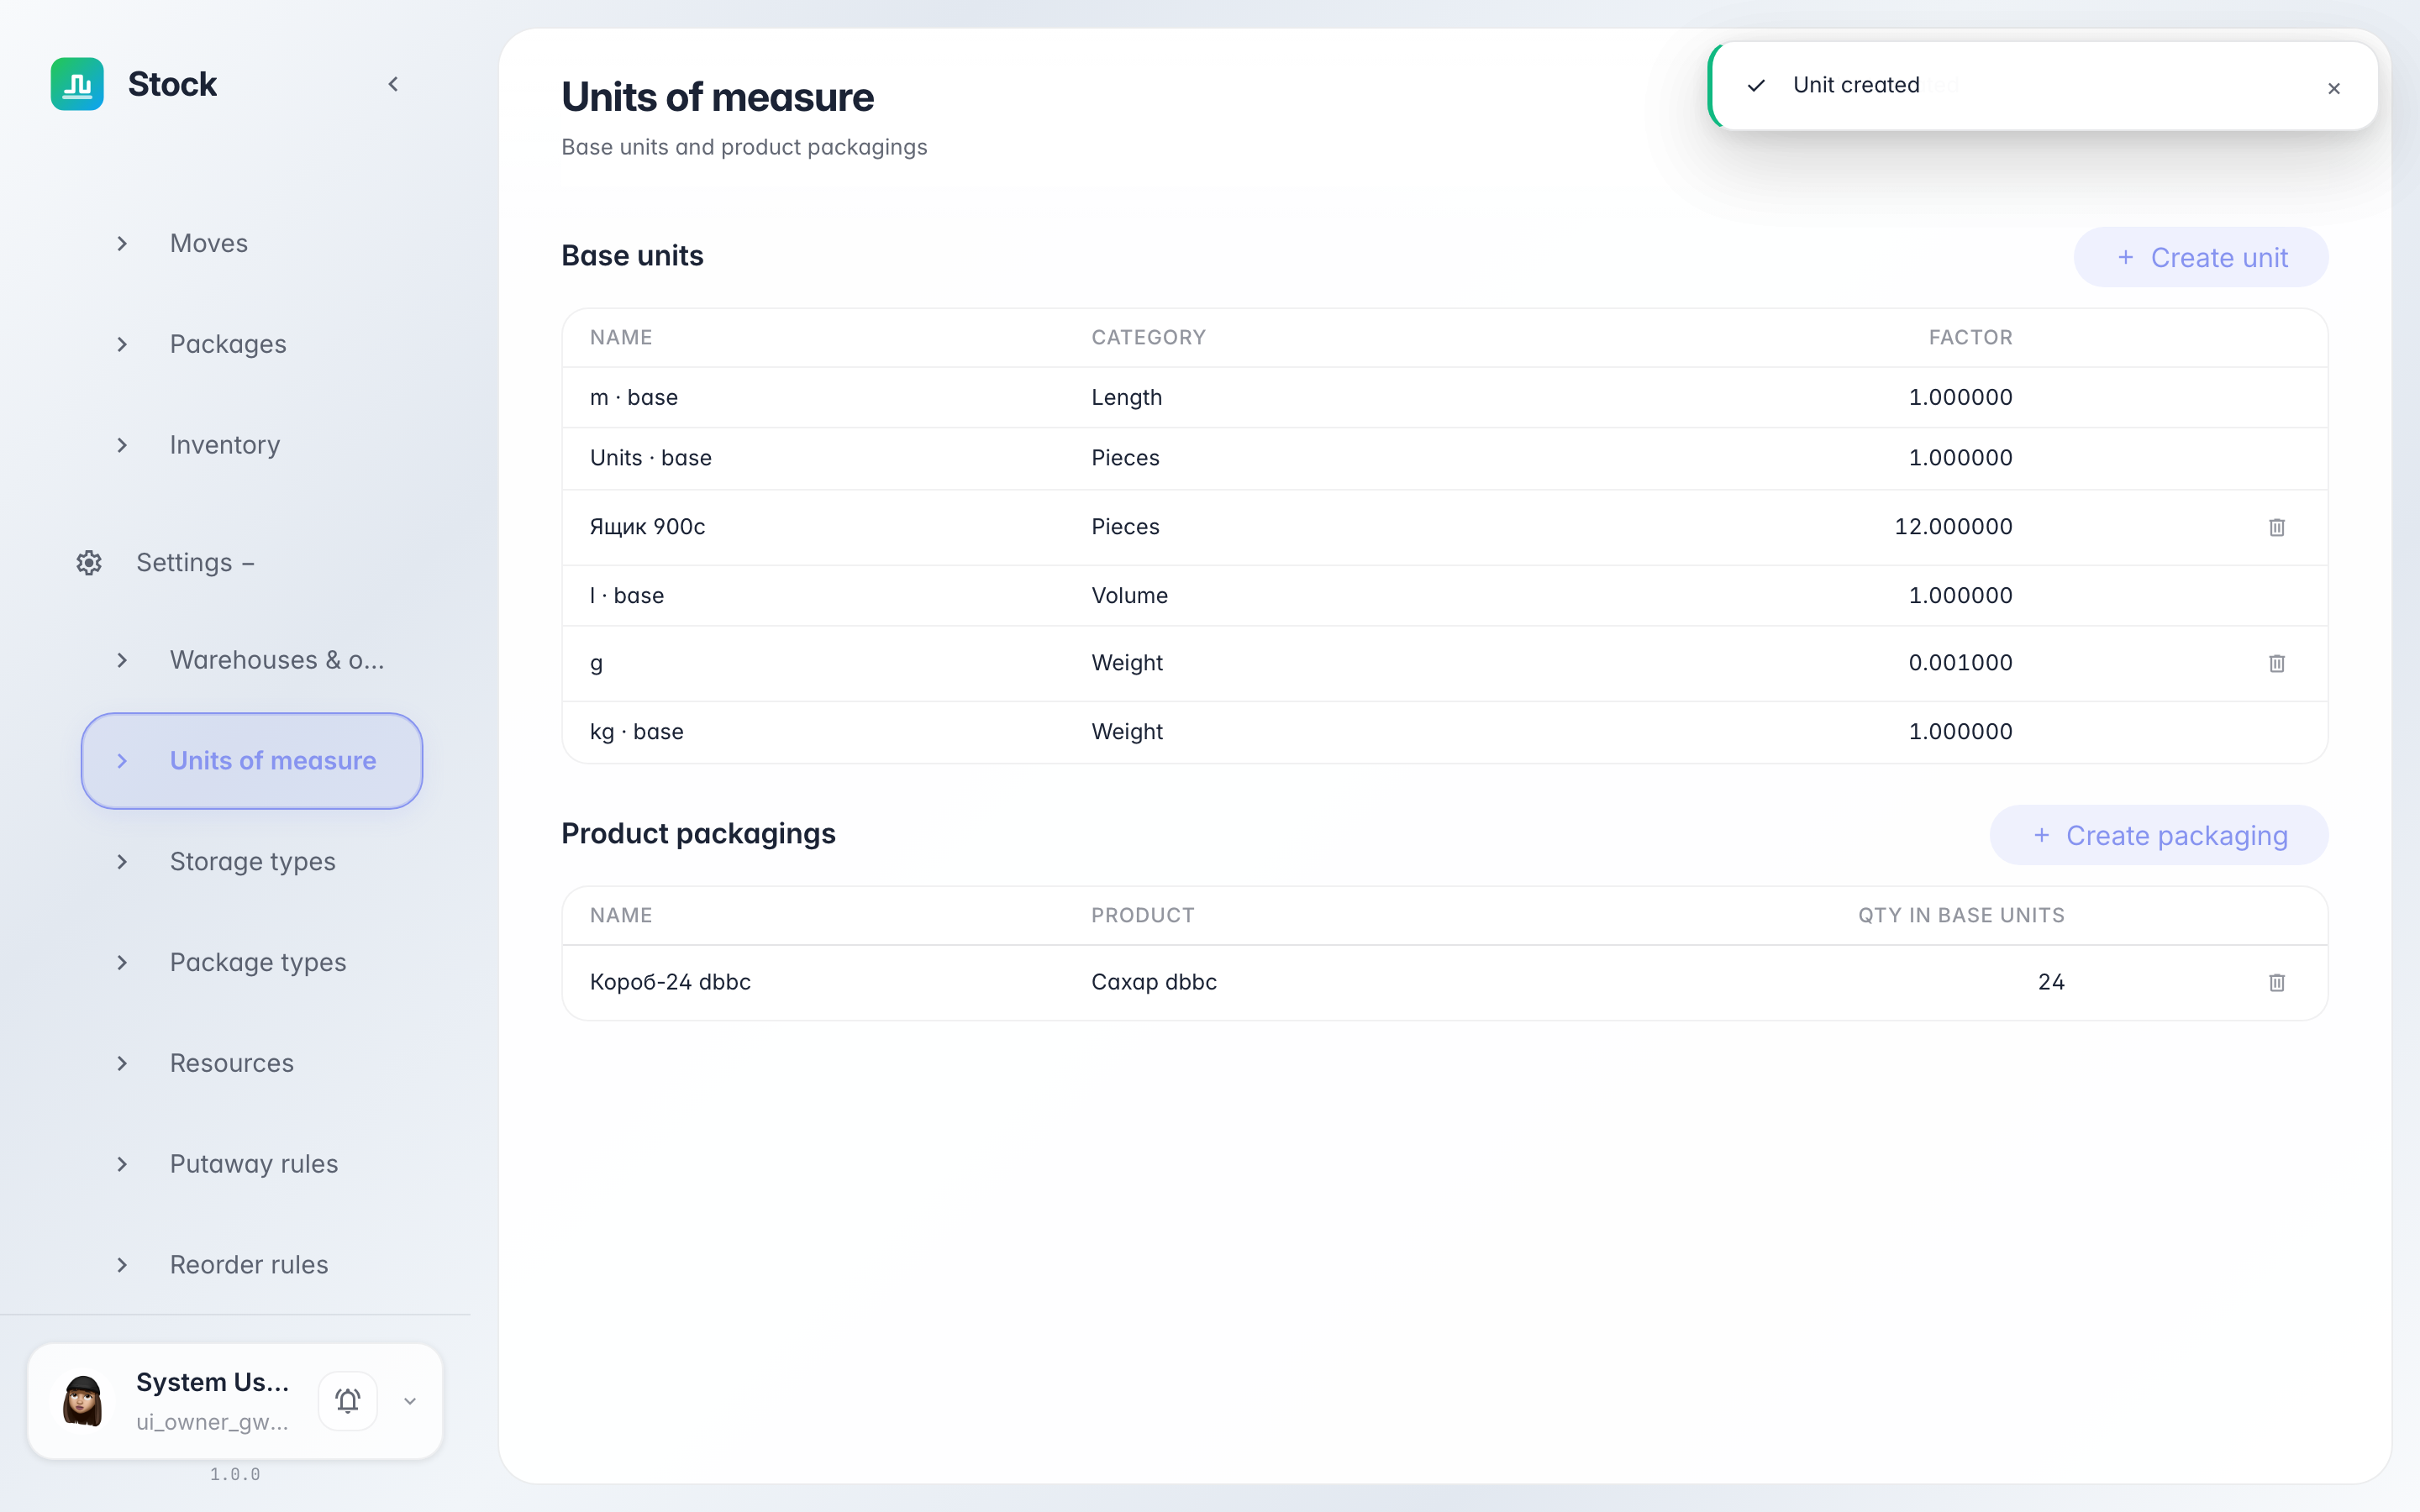 Stock
Moves
Packages
Inventory
Settings –
Warehouses & o...
Units of measure
Storage types
Package types
Resources
Putaway rules
Reorder rules
System Us...
ui_owner_gw...
1.0.0
Units of measure
Base units and product packagings
Unit created
Base units
+ Create unit
NAME CATEGORY FACTOR
m · base Length 1.000000
Units · base Pieces 1.000000
Ящик 900c Pieces 12.000000
l · base Volume 1.000000
g Weight 0.001000
kg · base Weight 1.000000
Product packagings
+ Create packaging
NAME PRODUCT QTY IN BASE UNITS
Короб-24 dbbc Сахар dbbc 24